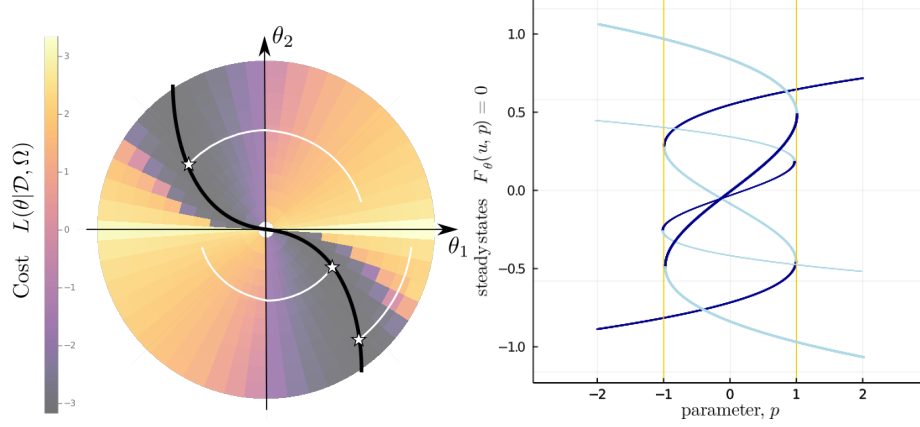 Cost L(θ|𝒟, Ω)
3
2
1
0
−1
−2
−3
θ₂
θ₁
steady states F_θ(u, p) = 0
1.0
0.5
0.0
−0.5
−1.0
−2 −1 0 1 2
parameter, p